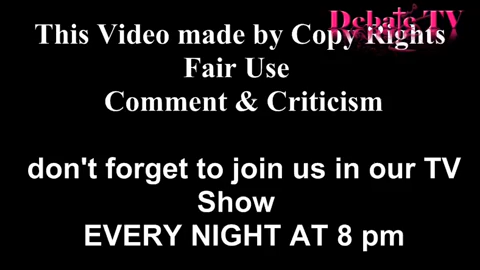 Debate TV
This Video made by Copy Rights
Fair Use
Comment & Criticism
don't forget to join us in our TV
Show
EVERY NIGHT AT 8 pm